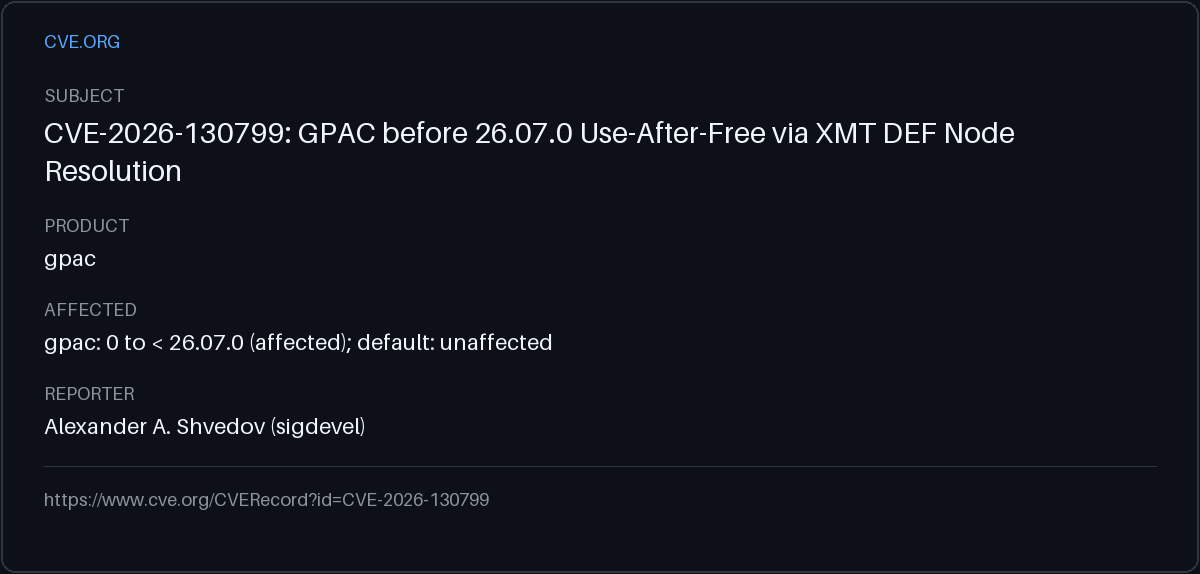 CVE.ORG
SUBJECT
CVE-2026-130799: GPAC before 26.07.0 Use-After-Free via XMT DEF Node
Resolution
PRODUCT
gpac
AFFECTED
gpac: 0 to < 26.07.0 (affected); default: unaffected
REPORTER
Alexander A. Shvedov (sigdevel)
https://www.cve.org/CVERecord?id=CVE-2026-130799